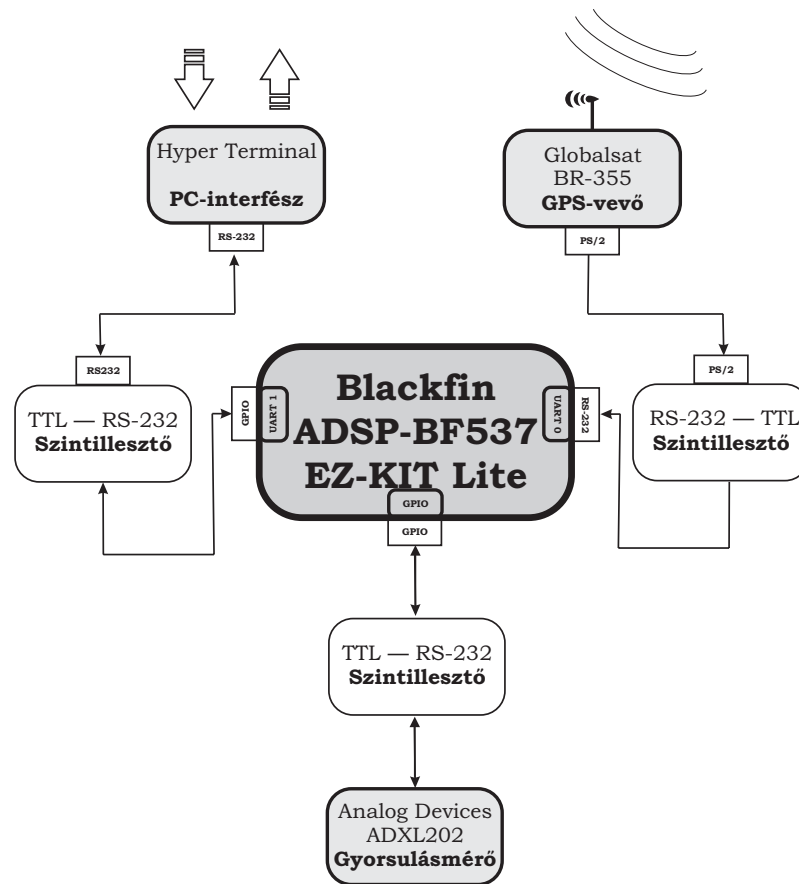 Hyper Terminal
PC-interfész
RS-232
Globalsat
BR-355
GPS-vevő
PS/2
RS232
TTL — RS-232
Szintillesztő
GPIO
UART 1
Blackfin
ADSP-BF537
EZ-KIT Lite
UART 0
RS-232
PS/2
RS-232 — TTL
Szintillesztő
GPIO
GPIO
TTL — RS-232
Szintillesztő
Analog Devices
ADXL202
Gyorsulásmérő